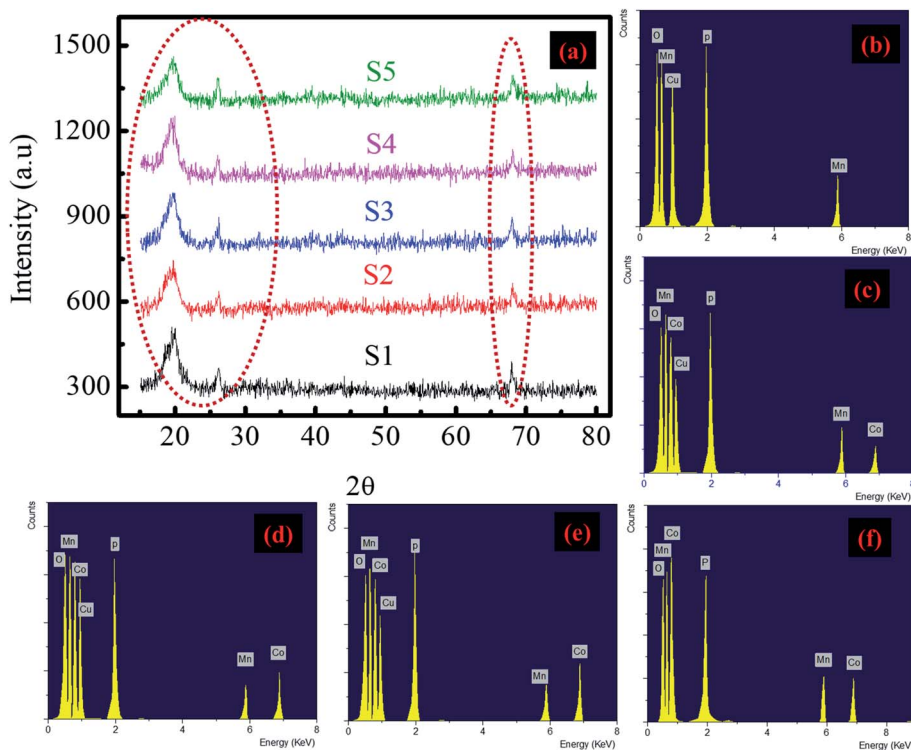 1500
1200
900
600
300
Intensity (a.u)
(a)
S5
S4
S3
S2
S1
20 30 40 50 60 70 80
2θ
Counts
(b)
O
Mn
Cu
p
Mn
0 2 4 6 8
Energy (KeV)
Counts
(c)
Mn
O
Co
Cu
p
Mn
Co
0 2 4 6 8
Energy (KeV)
Counts
(d)
Mn
O
Co
Cu
p
Mn
Co
0 2 4 6 8
Energy (KeV)
Counts
(e)
Mn
O
Co
Cu
p
Mn
Co
0 2 4 6 8
Energy (KeV)
Counts
(f)
Co
Mn
O
P
Mn
Co
0 2 4 6 8
Energy (KeV)